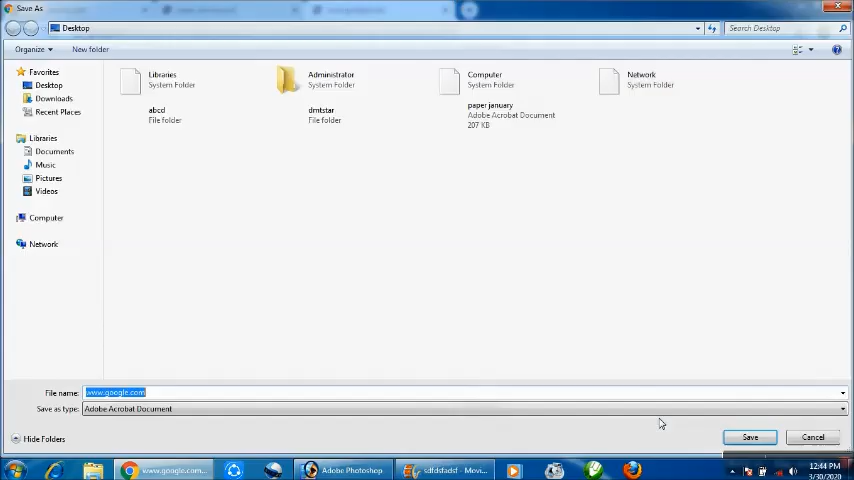 Save As
Desktop
Search Desktop
Organize
New folder
Favorites
Desktop
Downloads
Recent Places
Libraries
Documents
Music
Pictures
Videos
Computer
Network
Libraries
System Folder
Administrator
System Folder
Computer
System Folder
Network
System Folder
abcd
File folder
dmtstar
File folder
paper january
Adobe Acrobat Document
207 KB
File name: www.google.com
Save as type: Adobe Acrobat Document
Hide Folders
Save
Cancel
www.google.com...
Adobe Photoshop
sdfdsfadsf - Movi...
12:44 PM
3/30/2020